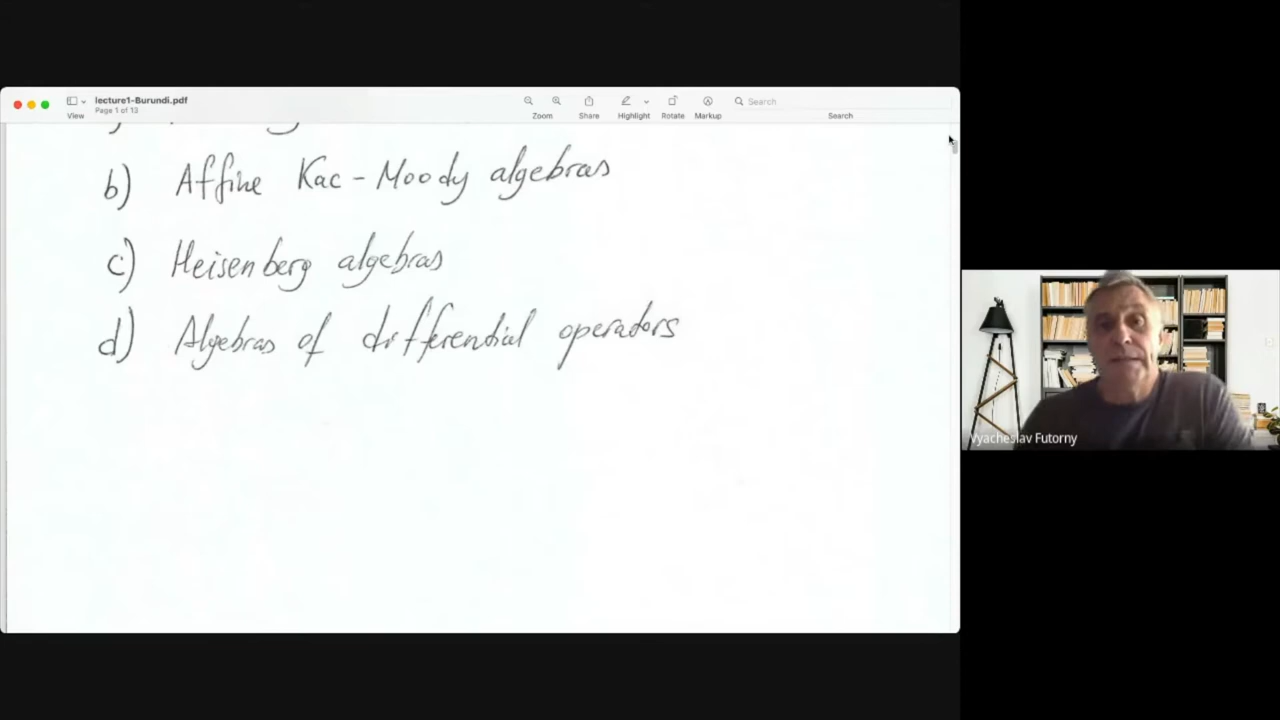 lecture1-Burundi.pdf
Page 1 of 13
View
Zoom
Share
Highlight
Rotate
Markup
Search
Search
b) Affine Kac-Moody algebras
c) Heisenberg algebras
d) Algebras of differential operators
Vyacheslav Futorny